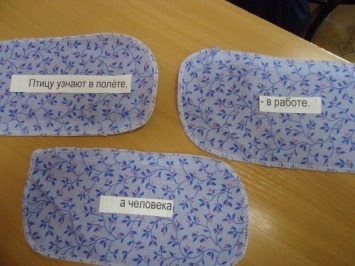 Птицу узнают в полёте,
а человека
- в работе.